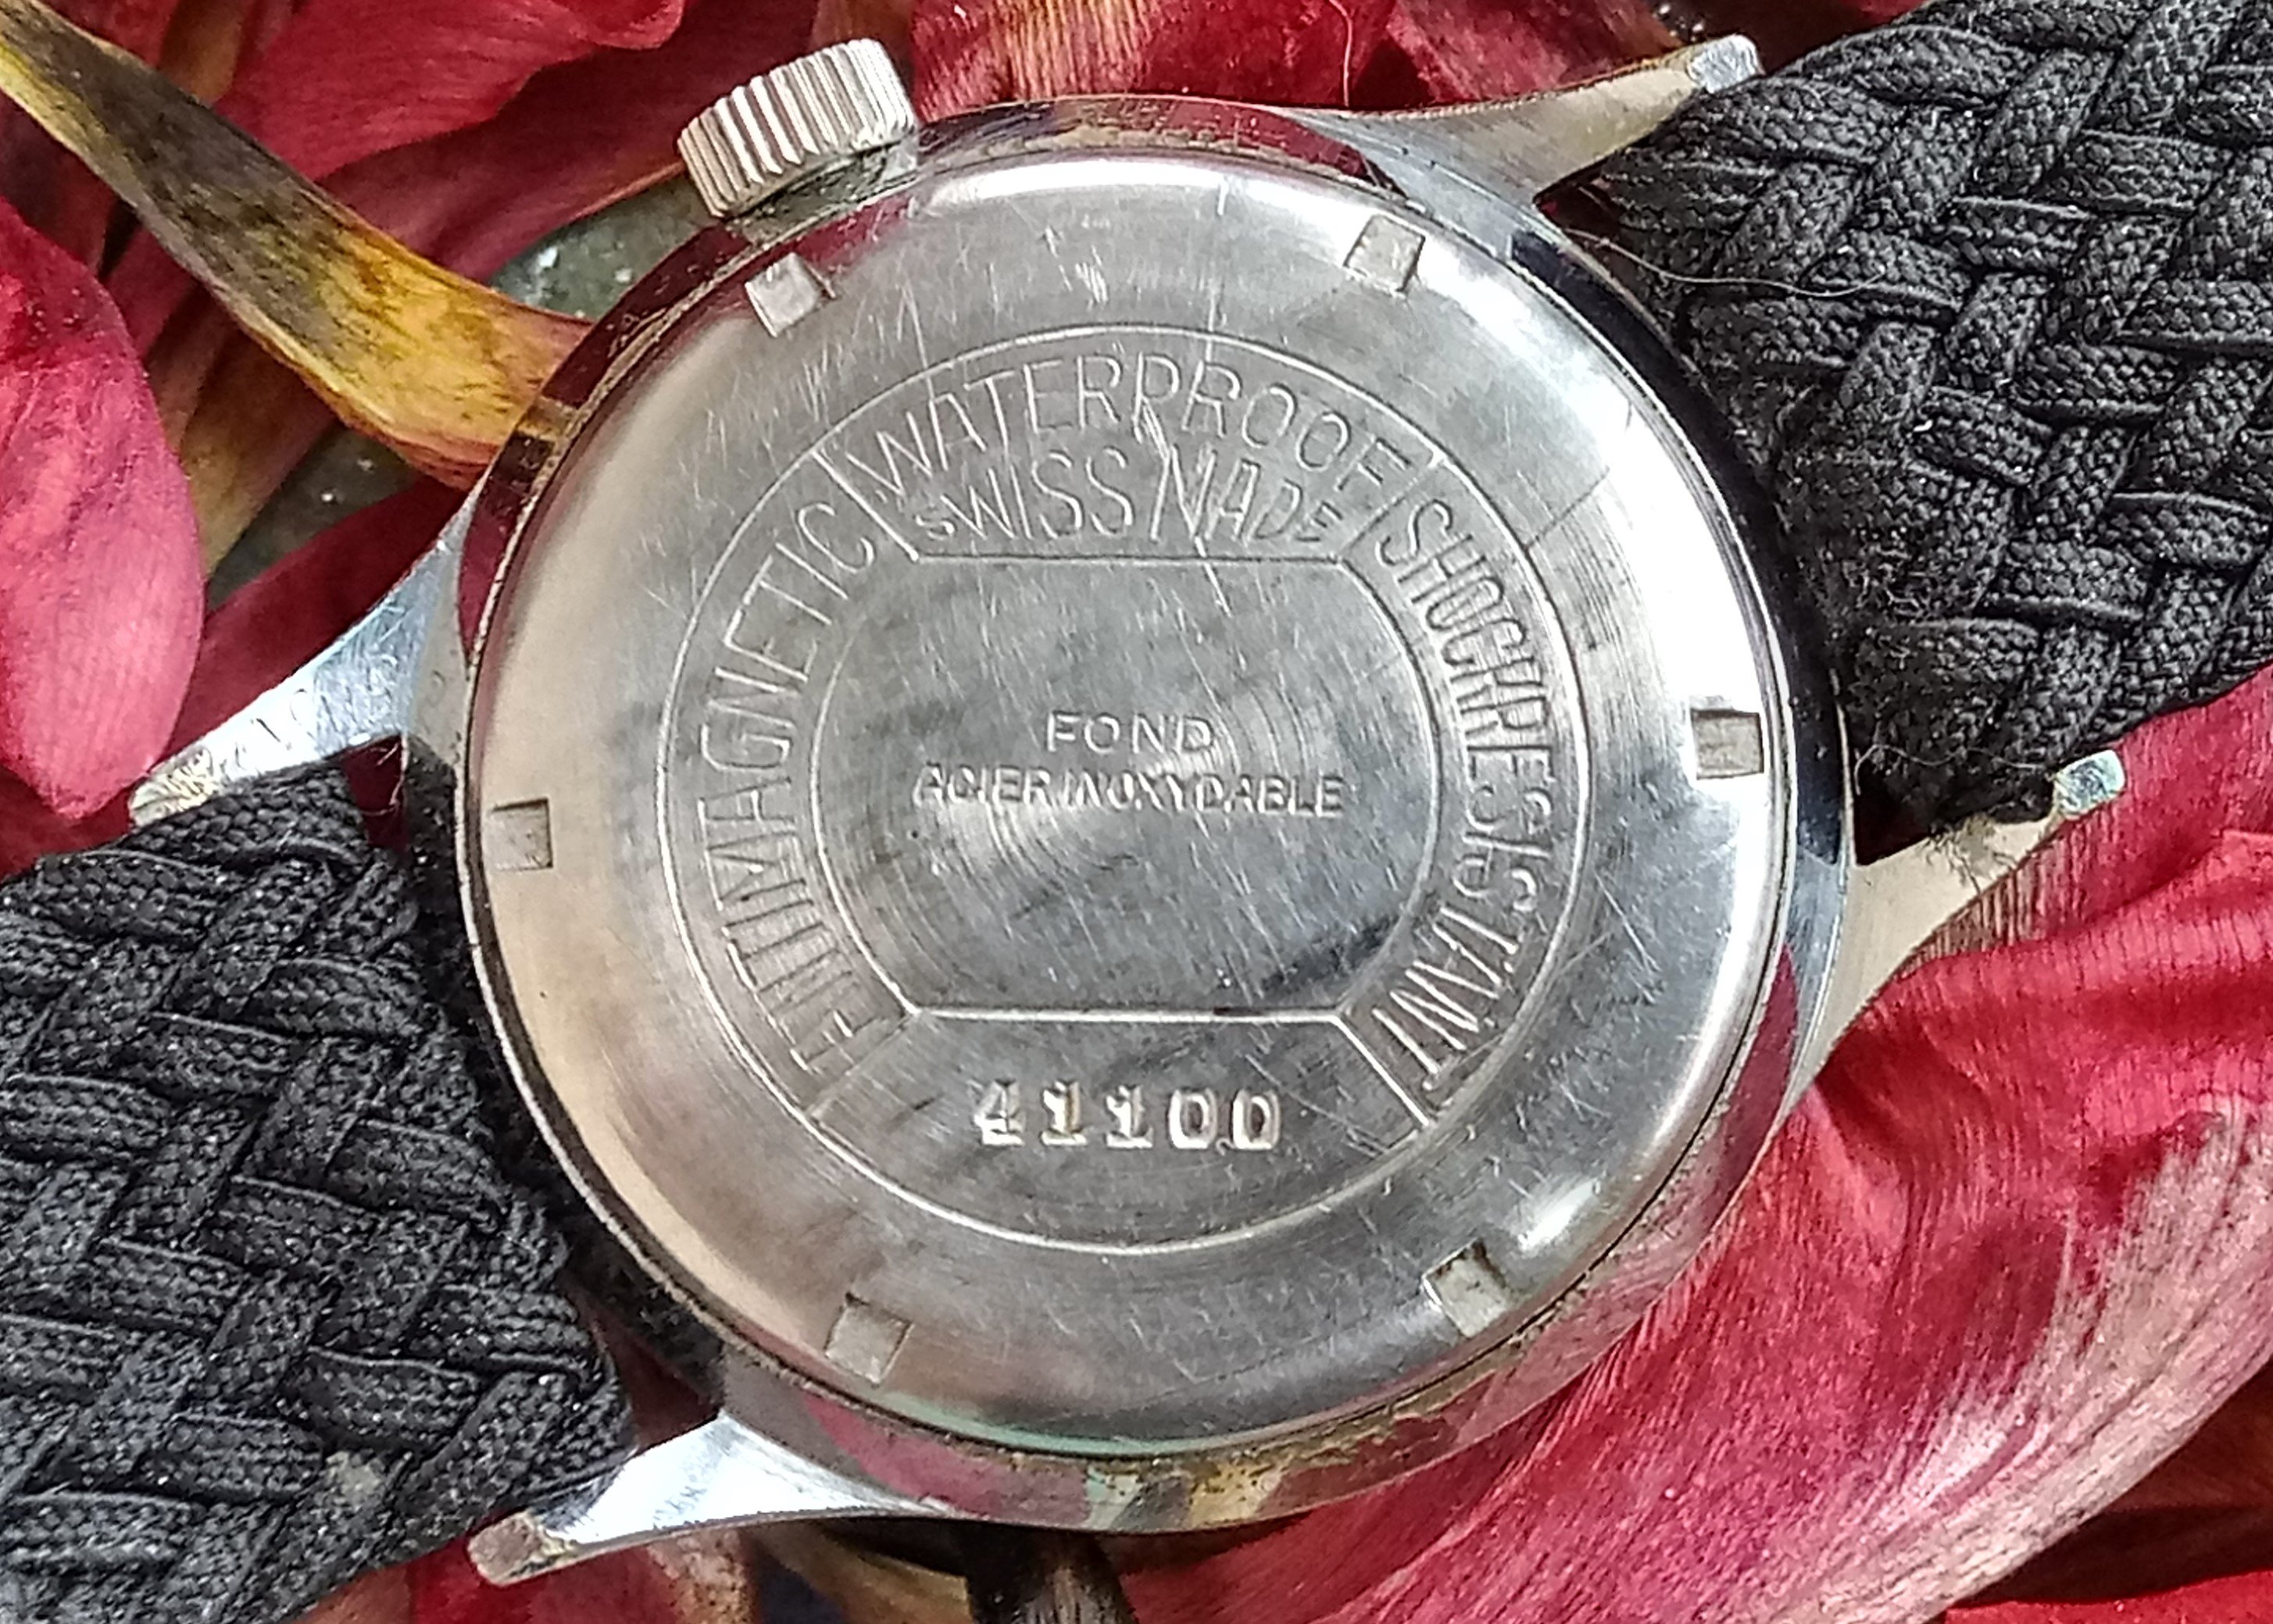 WATERPROOF
SWISS MADE
ANTIMAGNETIC
SHOCKRESISTANT
FOND
ACIER INOXYDABLE
41100